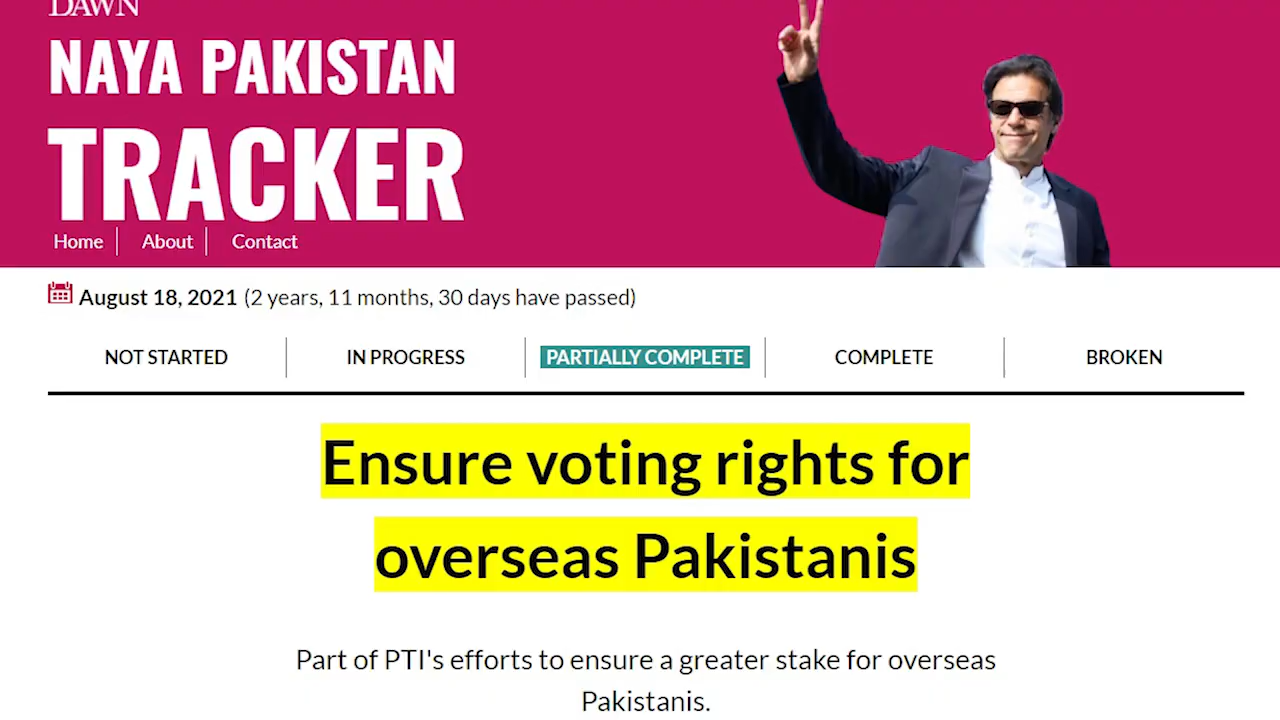 DAWN
NAYA PAKISTAN
TRACKER
Home
About
Contact
August 18, 2021 (2 years, 11 months, 30 days have passed)
NOT STARTED
IN PROGRESS
PARTIALLY COMPLETE
COMPLETE
BROKEN
Ensure voting rights for
overseas Pakistanis
Part of PTI's efforts to ensure a greater stake for overseas
Pakistanis.